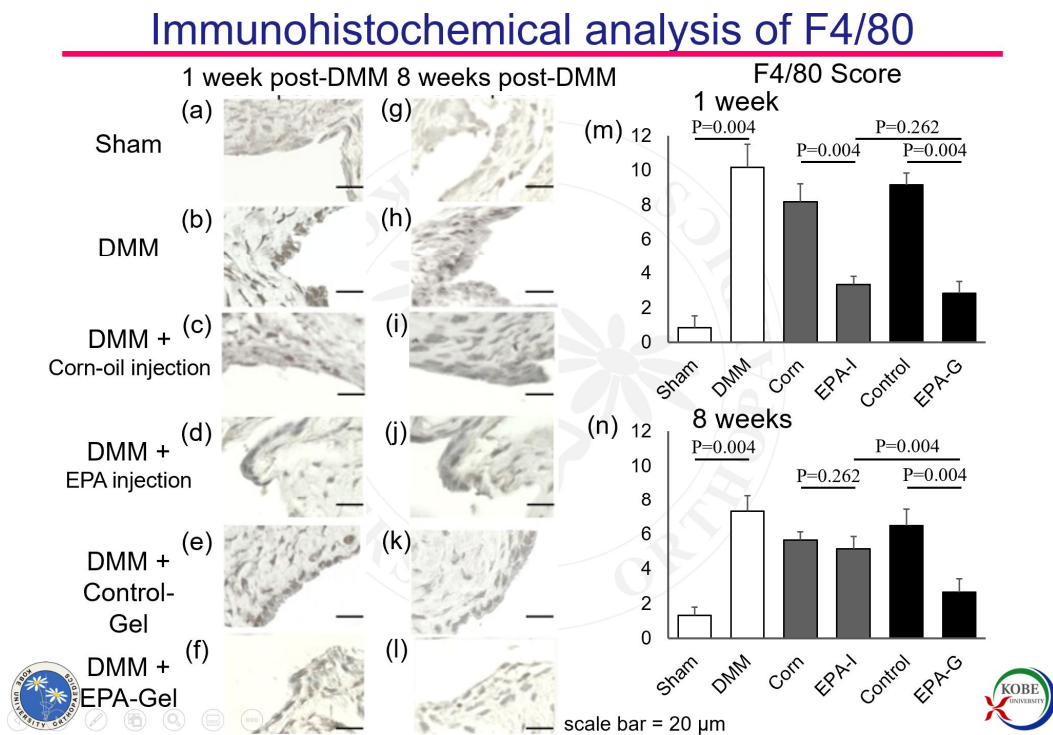 Immunohistochemical analysis of F4/80
1 week post-DMM 8 weeks post-DMM
F4/80 Score
(a)
(g)
Sham
(b)
(h)
DMM
(c)
(i)
DMM +
Corn-oil injection
(d)
(j)
DMM +
EPA injection
(e)
(k)
DMM +
Control-
Gel
(f)
(l)
DMM +
EPA-Gel
scale bar = 20 μm
1 week
(m)
12
10
8
6
4
2
0
P=0.004
P=0.004
P=0.262
P=0.004
Sham
DMM
Corn
EPA-I
Control
EPA-G
8 weeks
(n)
12
10
8
6
4
2
0
P=0.004
P=0.262
P=0.004
P=0.004
Sham
DMM
Corn
EPA-I
Control
EPA-G
KOBE UNIVERSITY ORTHOPAEDICS
KOBE
UNIVERSITY